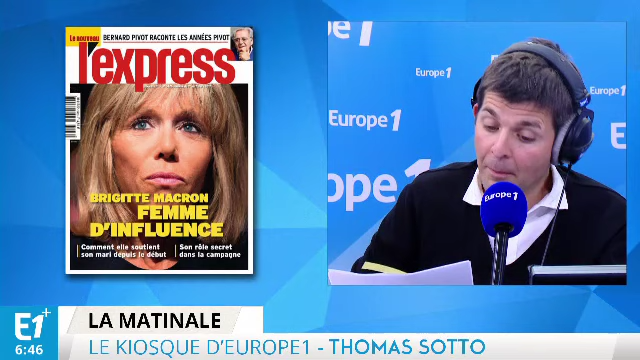 Le nouveau
BERNARD PIVOT RACONTE LES ANNÉES PIVOT
l'express
BRIGITTE MACRON
FEMME
D'INFLUENCE
Comment elle soutient
son mari depuis le début
Son rôle secret
dans la campagne
Europe1
Europe1
Europe1
Europe1
E1+
6:46
LA MATINALE
LE KIOSQUE D'EUROPE1 - THOMAS SOTTO